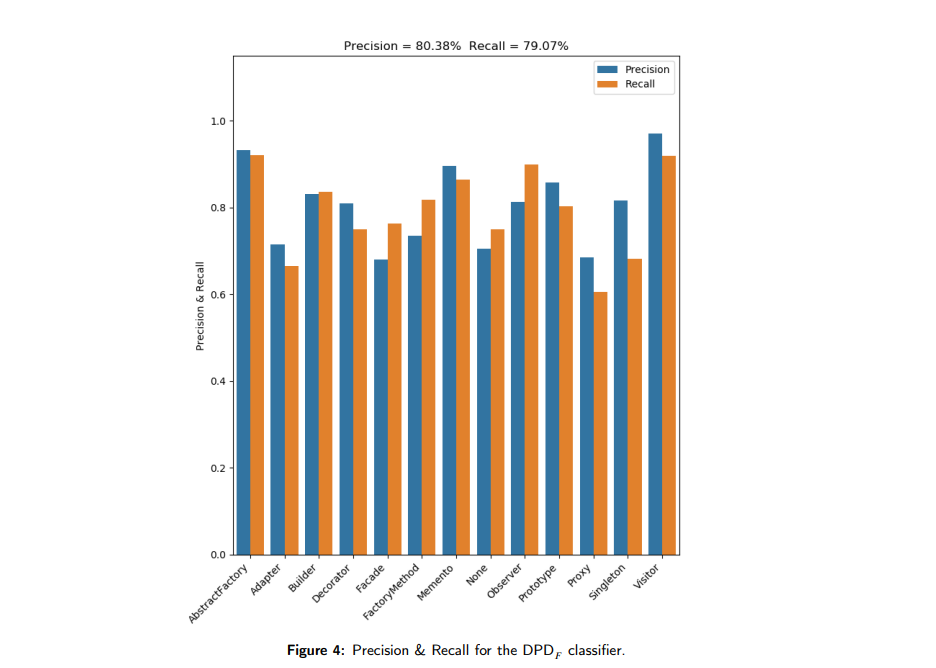 Precision = 80.38% Recall = 79.07%
Precision
Recall
Precision & Recall
1.0
0.8
0.6
0.4
0.2
0.0
AbstractFactory
Adapter
Builder
Decorator
Facade
FactoryMethod
Memento
None
Observer
Prototype
Proxy
Singleton
Visitor
Figure 4: Precision & Recall for the DPD_F classifier.